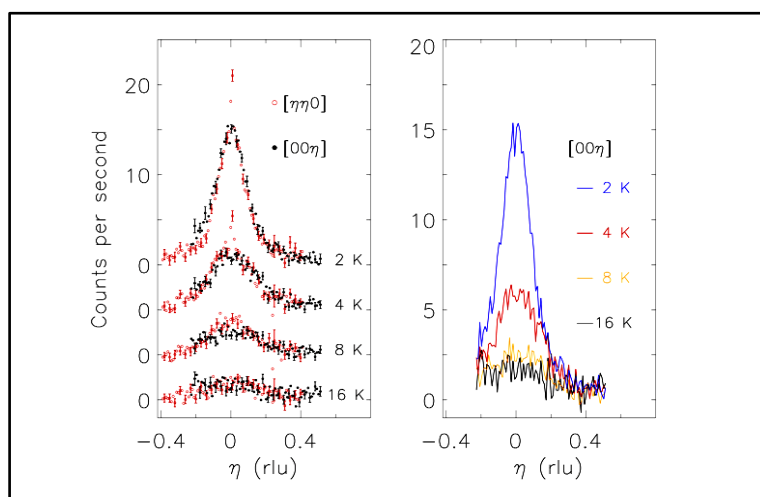 Counts per second
20
10
0
0
0
0
[ηη0]
[00η]
2 K
4 K
8 K
16 K
−0.4
0
0.4
η (rlu)
20
15
10
5
0
[00η]
2 K
4 K
8 K
16 K
−0.4
0
0.4
η (rlu)